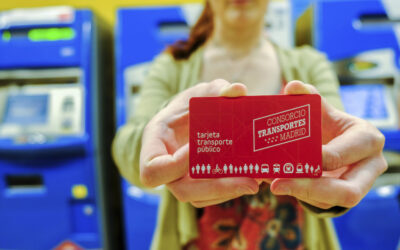 tarjeta
transporte
público
CONSORCIO
TRANSPORTES
MADRID